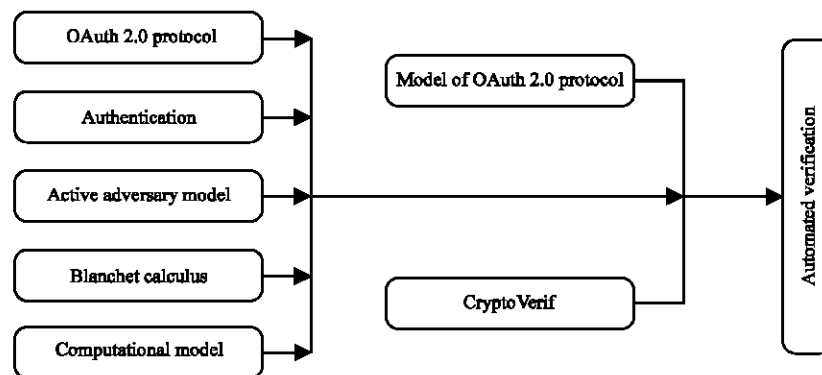 OAuth 2.0 protocol
Authentication
Active adversary model
Blanchet calculus
Computational model
Model of OAuth 2.0 protocol
CryptoVerif
Automated verification